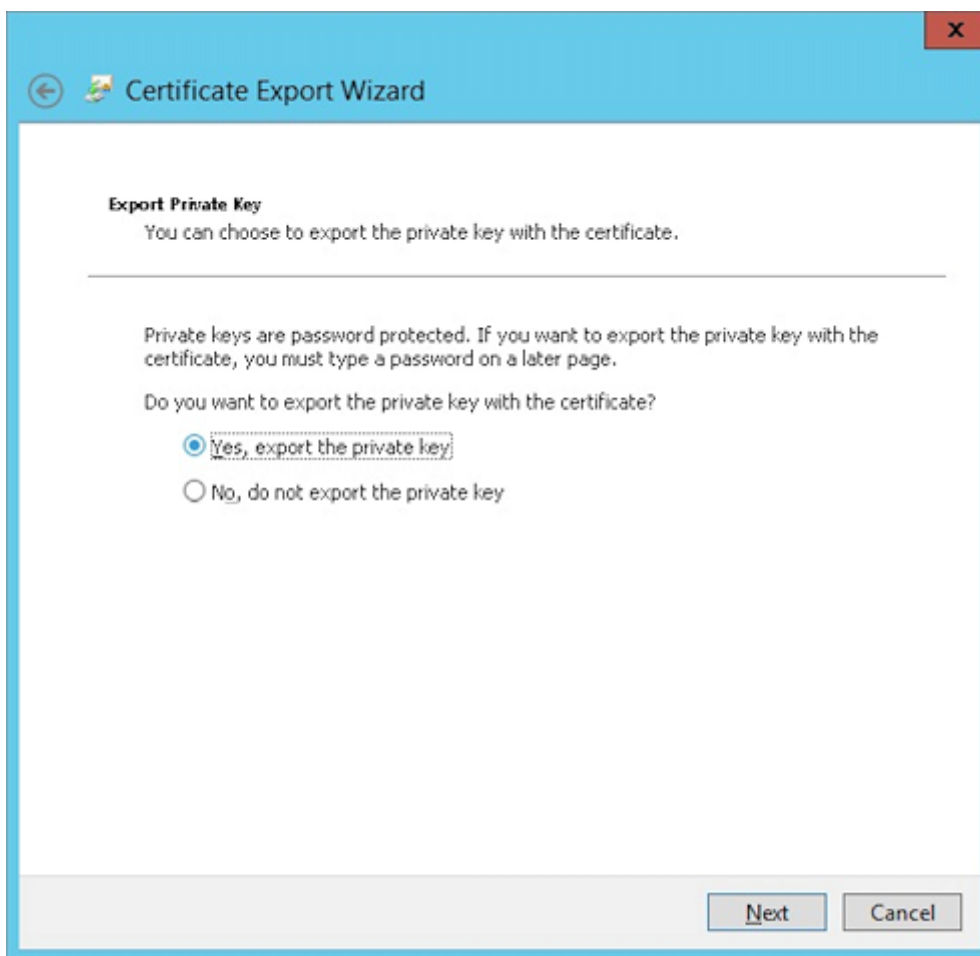 x
Certificate Export Wizard
Export Private Key
You can choose to export the private key with the certificate.
Private keys are password protected. If you want to export the private key with the
certificate, you must type a password on a later page.
Do you want to export the private key with the certificate?
Yes, export the private key
No, do not export the private key
Next
Cancel